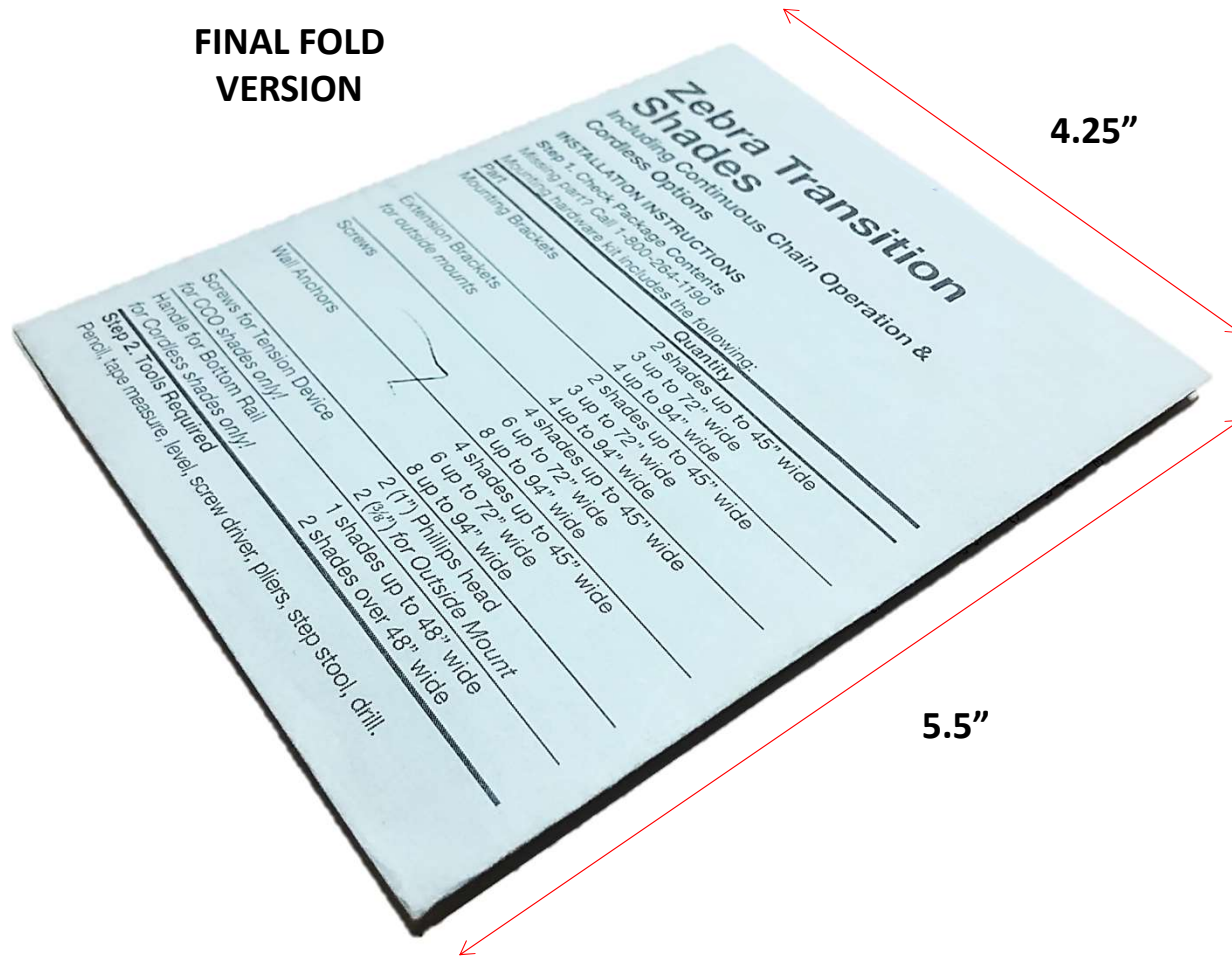 FINAL FOLD
VERSION
4.25”
5.5”
Zebra Transition
Shades
Including Continuous Chain Operation &
Cordless Options
INSTALLATION INSTRUCTIONS
Step 1. Check Package Contents
Missing part? Call 1-800-264-1190
Mounting hardware kit includes the following:
Part Quantity
Mounting Brackets 2 shades up to 45" wide
3 up to 72" wide
4 up to 94" wide
Extension Brackets 2 shades up to 45" wide
for outside mounts 3 up to 72" wide
4 up to 94" wide
Screws 4 shades up to 45" wide
6 up to 72" wide
8 up to 94" wide
Wall Anchors 4 shades up to 45" wide
6 up to 72" wide
8 up to 94" wide
Screws for Tension Device 2 (1") Phillips head
for CCO shades only! 2 (3⁄8") for Outside Mount
Handle for Bottom Rail 1 shades up to 48" wide
for Cordless shades only! 2 shades over 48" wide
Step 2. Tools Required
Pencil, tape measure, level, screw driver, pliers, step stool, drill.